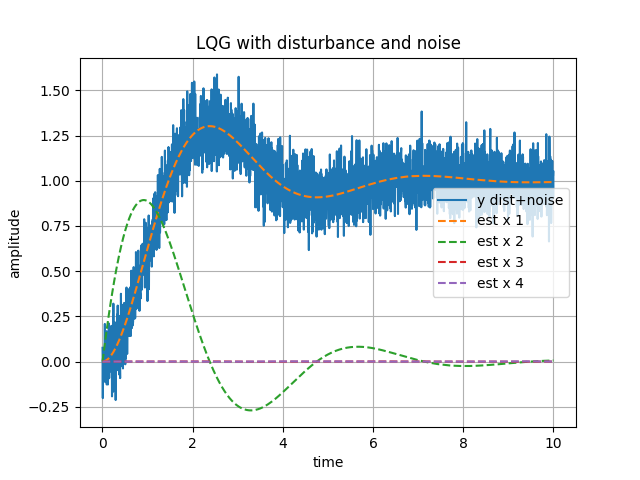 LQG with disturbance and noise
1.50
1.25
1.00
0.75
0.50
0.25
0.00
−0.25
amplitude
y dist+noise
est x 1
est x 2
est x 3
est x 4
0 2 4 6 8 10
time